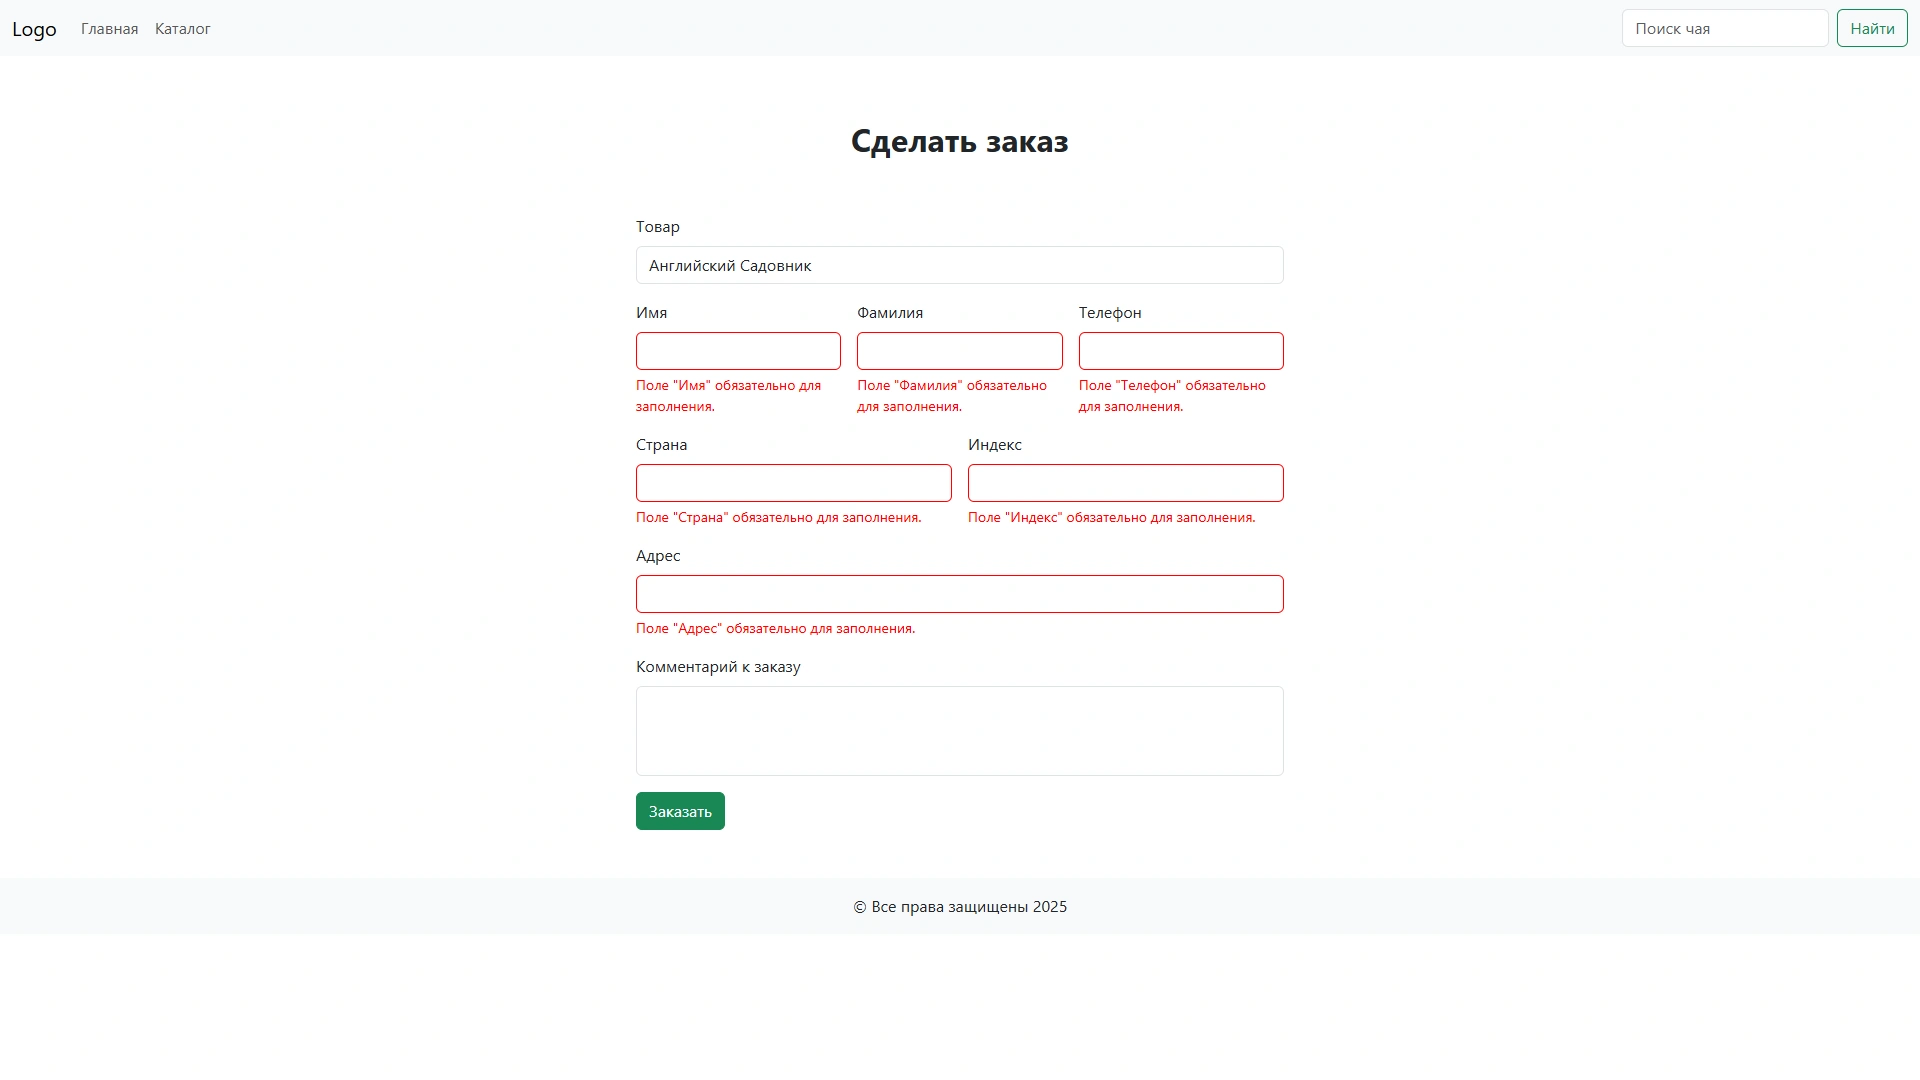 Logo
Главная
Каталог
Поиск чая
Найти
Сделать заказ
Товар
Английский Садовник
Имя
Фамилия
Телефон
Поле "Имя" обязательно для
заполнения.
Поле "Фамилия" обязательно
для заполнения.
Поле "Телефон" обязательно
для заполнения.
Страна
Индекс
Поле "Страна" обязательно для заполнения.
Поле "Индекс" обязательно для заполнения.
Адрес
Поле "Адрес" обязательно для заполнения.
Комментарий к заказу
Заказать
© Все права защищены 2025